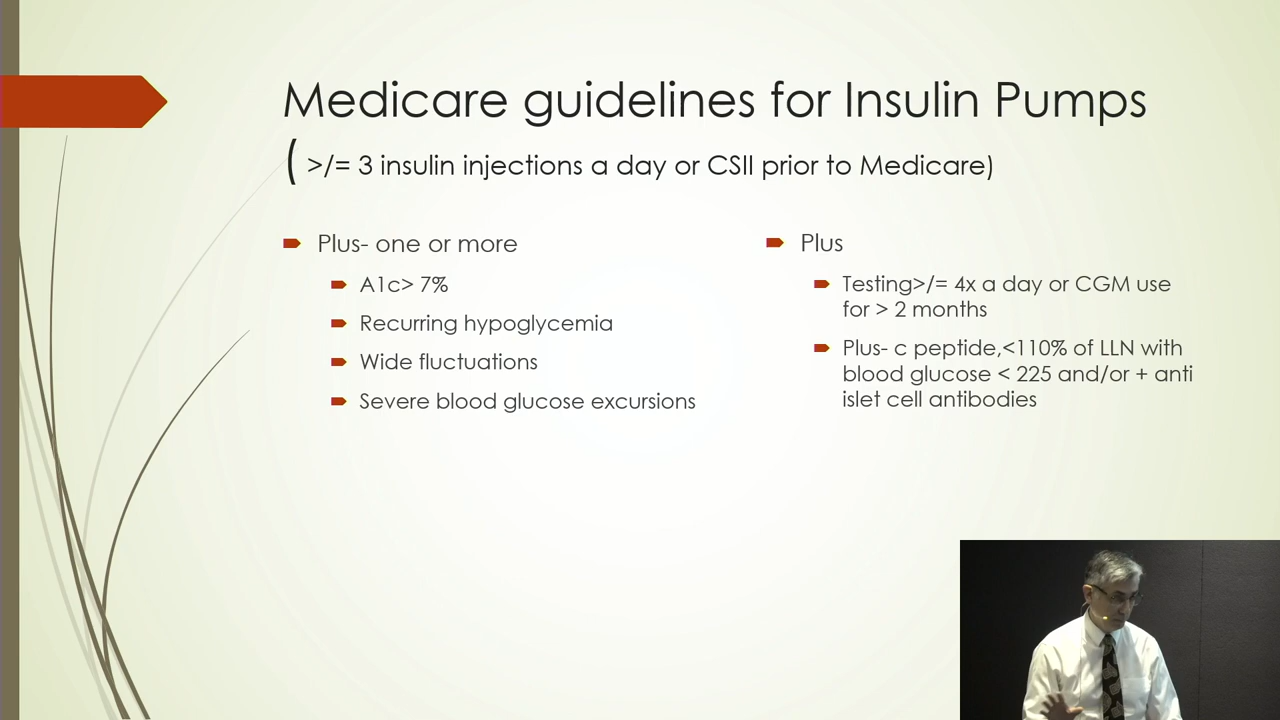 Medicare guidelines for Insulin Pumps
( >/= 3 insulin injections a day or CSII prior to Medicare)
Plus- one or more
A1c> 7%
Recurring hypoglycemia
Wide fluctuations
Severe blood glucose excursions
Plus
Testing>/= 4x a day or CGM use
for > 2 months
Plus- c peptide,<110% of LLN with
blood glucose < 225 and/or + anti
islet cell antibodies